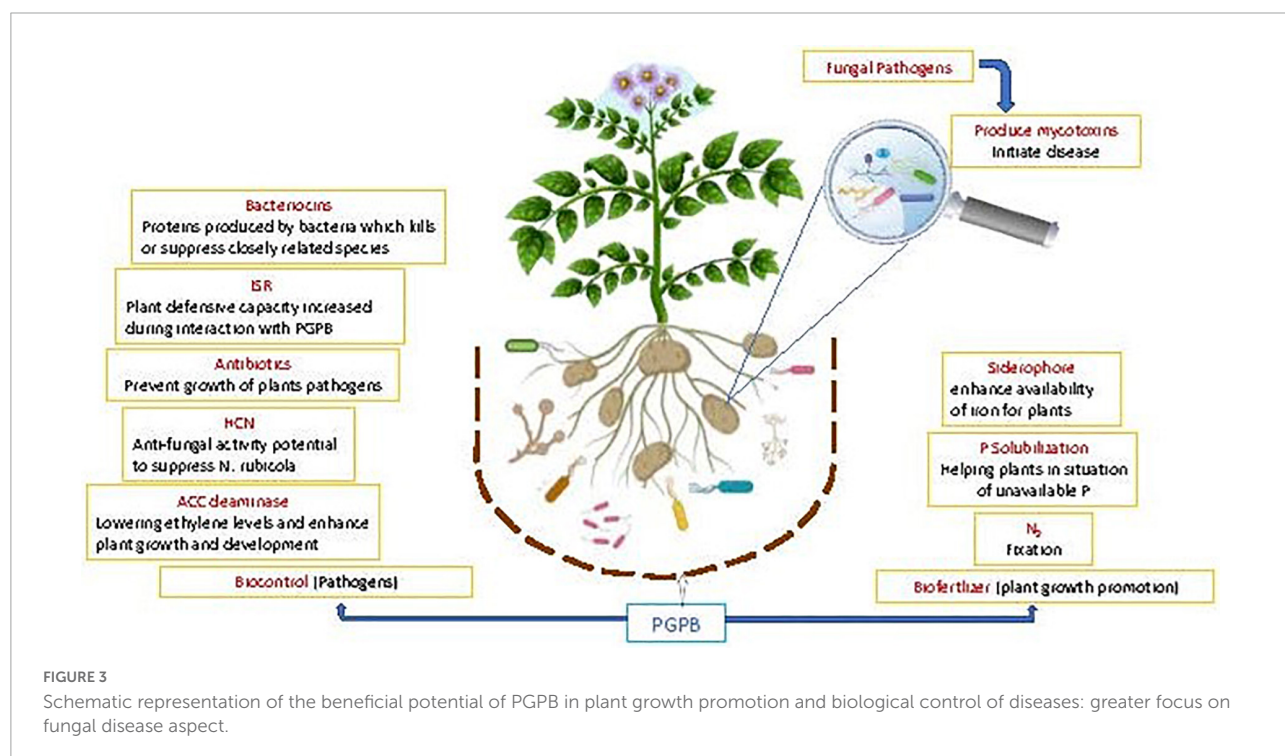 Fungal Pathogens
Produce mycotoxins
Initiate disease
Bacteriocins
Proteins produced by bacteria which kills
or suppress closely related species
ISR
Plant defensive capacity increased
during interaction with PGPB
Antibiotics
Prevent growth of plants pathogens
HCN
Anti-fungal activity potential
to suppress N. rubicola
ACC deaminase
Lowering ethylene levels and enhance
plant growth and development
Biocontrol (Pathogens)
Siderophore
enhance availability
of iron for plants
P Solubilization
Helping plants in situation
of unavailable P
N₂
Fixation
Biofertlizer (plant growth promotion)
PGPB
FIGURE 3
Schematic representation of the beneficial potential of PGPB in plant growth promotion and biological control of diseases: greater focus on
fungal disease aspect.